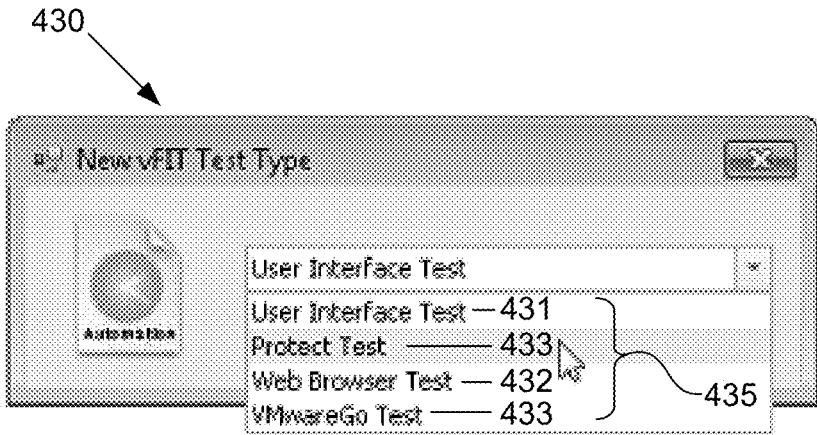 430
New vFIT Test Type
User Interface Test
User Interface Test 431
Automation
Protect Test 433
Web Browser Test 432
435
VMwareGo Test 433